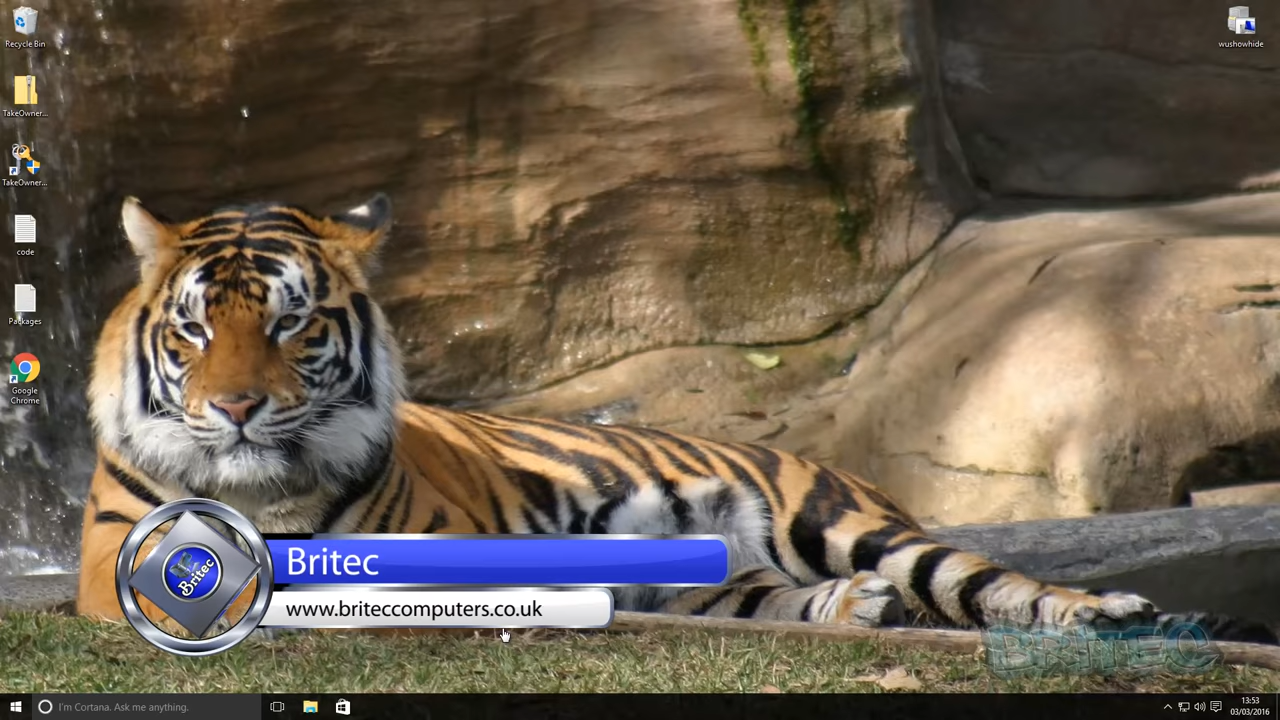 Recycle Bin
wushowhide
TakeOwner...
TakeOwner...
code
Packages
Google
Chrome
Britec
Britec
www.briteccomputers.co.uk
BRITEC
I'm Cortana. Ask me anything.
13:53
03/03/2016